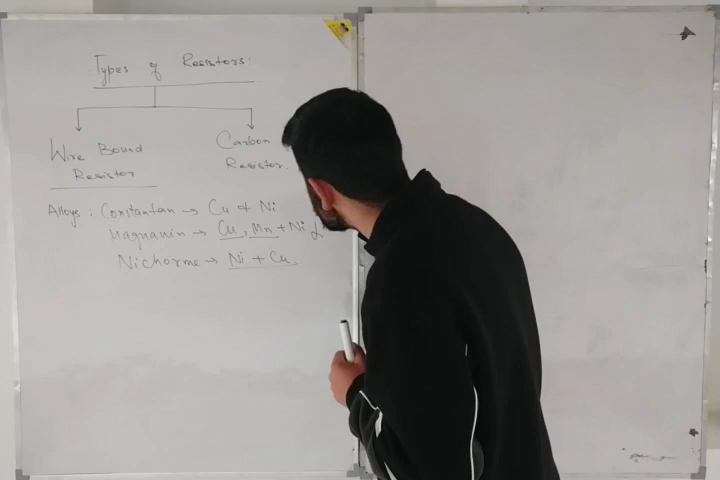 Types of Resistors:
Wire Bound
Resistor
Carbon
Resistor.
Alloys: Constantan → Cu & Ni
Magnanin → Cu, Mn + Ni
Nichorme → Ni + Cu.